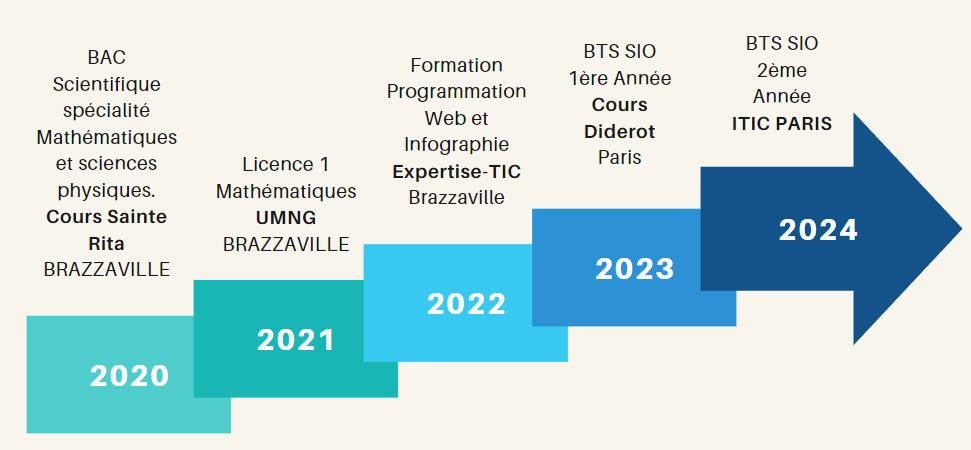 BAC
Scientifique
spécialité
Mathématiques
et sciences
physiques.
Cours Sainte
Rita
BRAZZAVILLE
2020
Licence 1
Mathématiques
UMNG
BRAZZAVILLE
2021
Formation
Programmation
Web et
Infographie
Expertise-TIC
Brazzaville
2022
BTS SIO
1ère Année
Cours
Diderot
Paris
2023
BTS SIO
2ème
Année
ITIC PARIS
2024